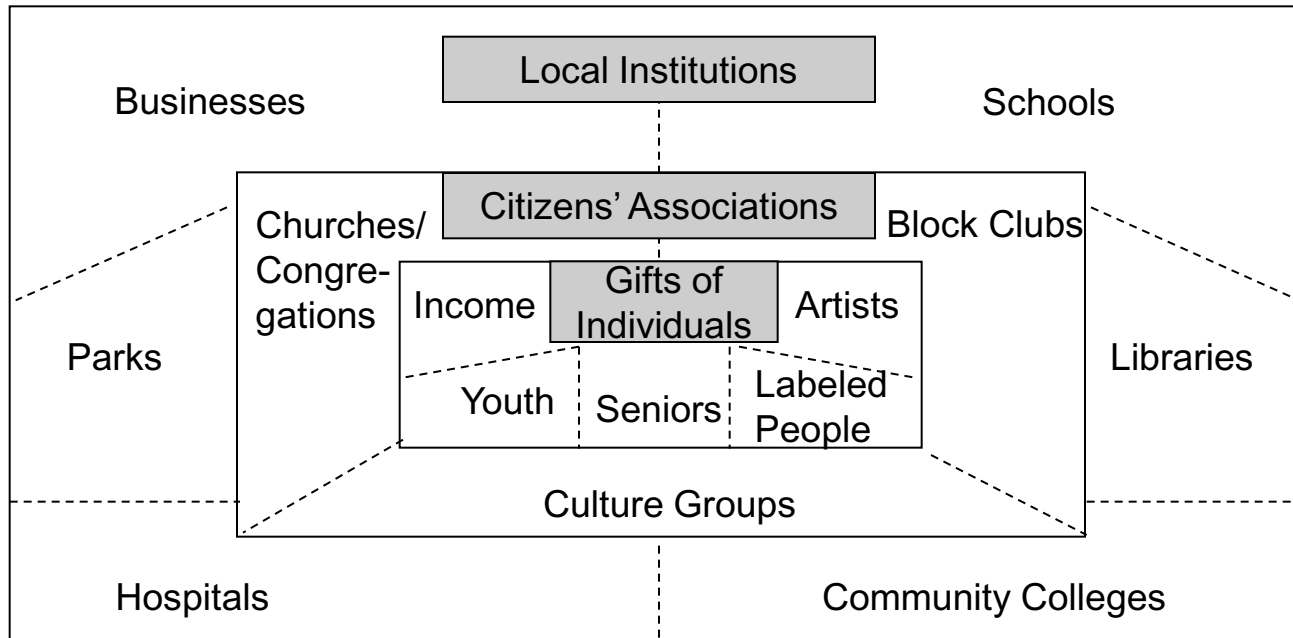 Local Institutions
Businesses
Schools
Citizens’ Associations
Churches/
Congre-
gations
Block Clubs
Gifts of
Individuals
Income
Artists
Parks
Libraries
Youth
Seniors
Labeled
People
Culture Groups
Hospitals
Community Colleges